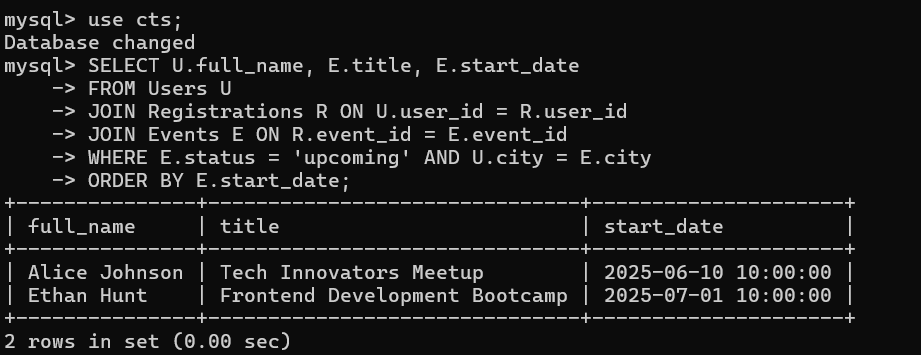 mysql> use cts;
Database changed
mysql> SELECT U.full_name, E.title, E.start_date
    -> FROM Users U
    -> JOIN Registrations R ON U.user_id = R.user_id
    -> JOIN Events E ON R.event_id = E.event_id
    -> WHERE E.status = 'upcoming' AND U.city = E.city
    -> ORDER BY E.start_date;
+---------------+-------------------------------+---------------------+
| full_name     | title                         | start_date          |
+---------------+-------------------------------+---------------------+
| Alice Johnson | Tech Innovators Meetup        | 2025-06-10 10:00:00 |
| Ethan Hunt    | Frontend Development Bootcamp | 2025-07-01 10:00:00 |
+---------------+-------------------------------+---------------------+
2 rows in set (0.00 sec)